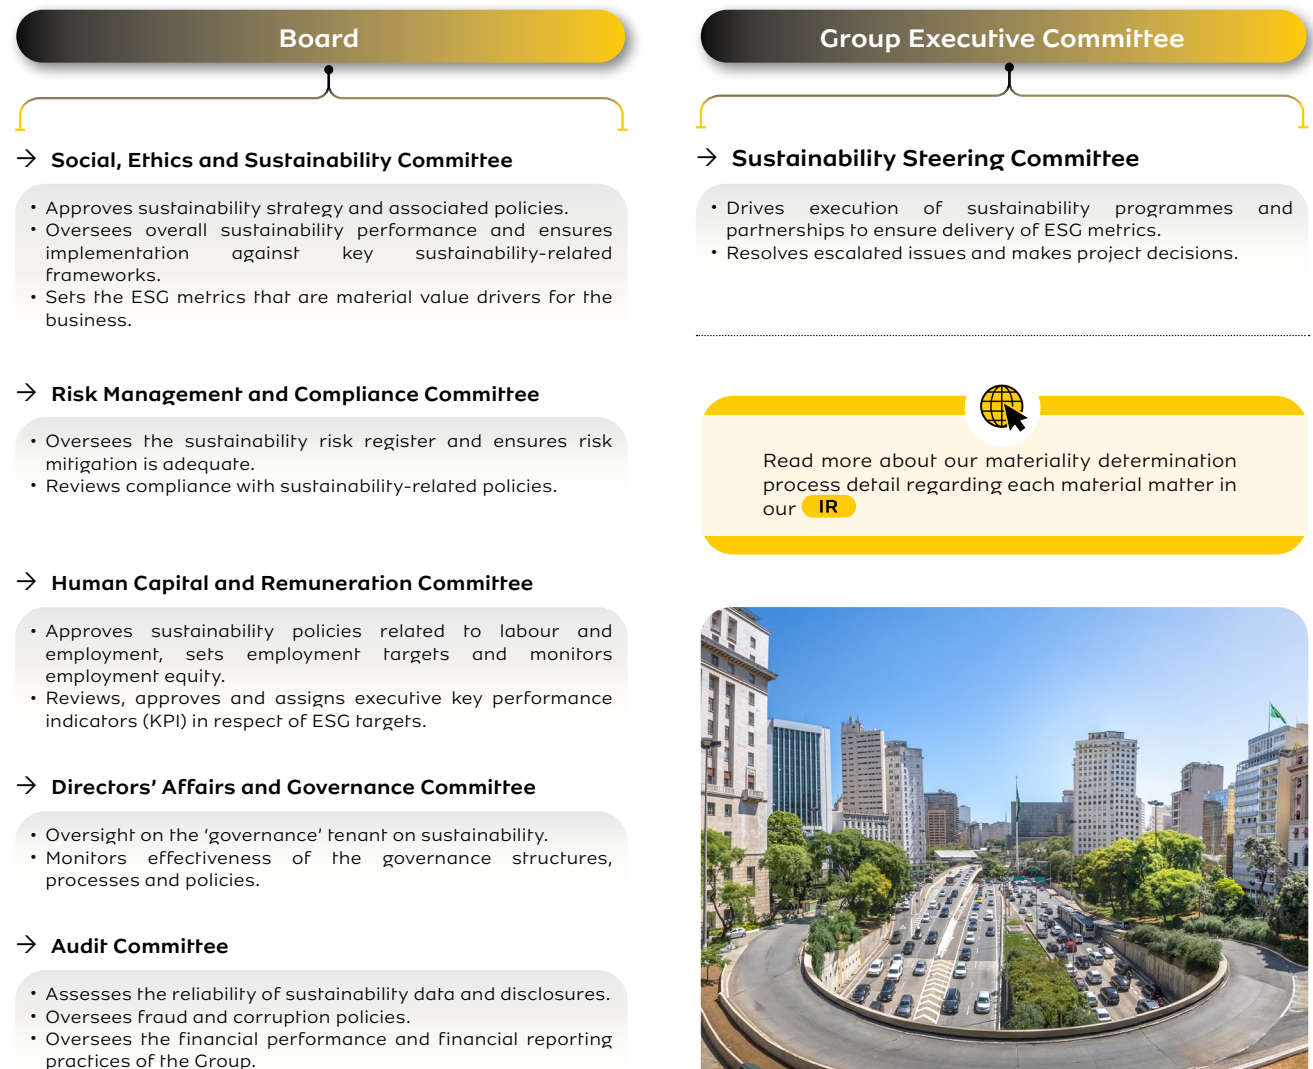 Board
→ Social, Ethics and Sustainability Committee
• Approves sustainability strategy and associated policies.
• Oversees overall sustainability performance and ensures
implementation against key sustainability-related
frameworks.
• Sets the ESG metrics that are material value drivers for the
business.
→ Risk Management and Compliance Committee
• Oversees the sustainability risk register and ensures risk
mitigation is adequate.
• Reviews compliance with sustainability-related policies.
→ Human Capital and Remuneration Committee
• Approves sustainability policies related to labour and
employment, sets employment targets and monitors
employment equity.
• Reviews, approves and assigns executive key performance
indicators (KPI) in respect of ESG targets.
→ Directors’ Affairs and Governance Committee
• Oversight on the ‘governance’ tenant on sustainability.
• Monitors effectiveness of the governance structures,
processes and policies.
→ Audit Committee
• Assesses the reliability of sustainability data and disclosures.
• Oversees fraud and corruption policies.
• Oversees the financial performance and financial reporting
practices of the Group.
Group Executive Committee
→ Sustainability Steering Committee
• Drives execution of sustainability programmes and
partnerships to ensure delivery of ESG metrics.
• Resolves escalated issues and makes project decisions.
Read more about our materiality determination
process detail regarding each material matter in
our IR